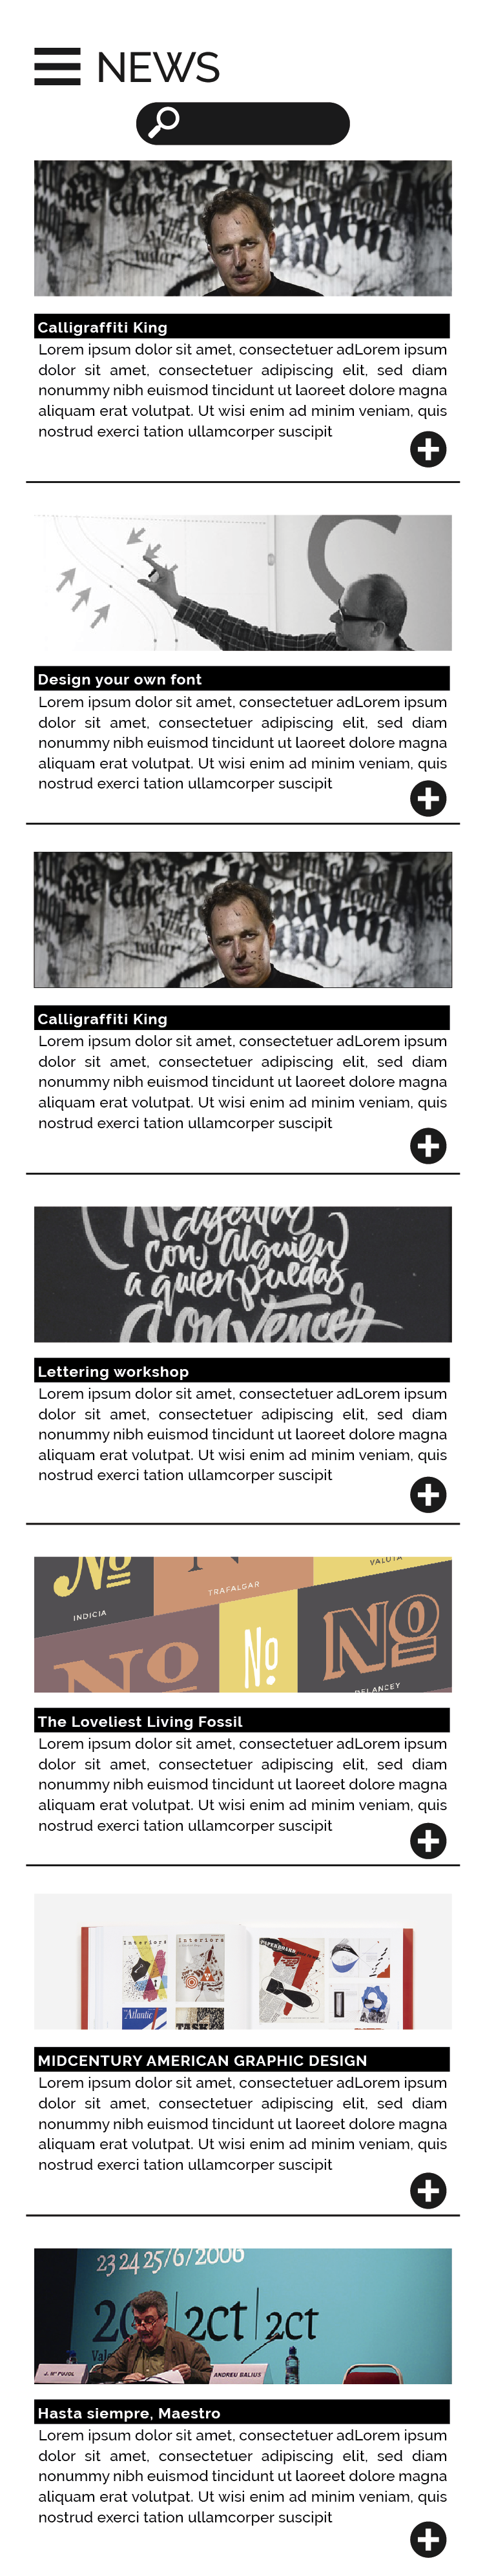 NEWS
Calligraffiti King
Lorem ipsum dolor sit amet, consectetuer adLorem ipsum
dolor sit amet, consectetuer adipiscing elit, sed diam
nonummy nibh euismod tincidunt ut laoreet dolore magna
aliquam erat volutpat. Ut wisi enim ad minim veniam, quis
nostrud exerci tation ullamcorper suscipit
Design your own font
Lorem ipsum dolor sit amet, consectetuer adLorem ipsum
dolor sit amet, consectetuer adipiscing elit, sed diam
nonummy nibh euismod tincidunt ut laoreet dolore magna
aliquam erat volutpat. Ut wisi enim ad minim veniam, quis
nostrud exerci tation ullamcorper suscipit
Calligraffiti King
Lorem ipsum dolor sit amet, consectetuer adLorem ipsum
dolor sit amet, consectetuer adipiscing elit, sed diam
nonummy nibh euismod tincidunt ut laoreet dolore magna
aliquam erat volutpat. Ut wisi enim ad minim veniam, quis
nostrud exerci tation ullamcorper suscipit
discutas
con alguien
a quien puedas
Convencer
Lettering workshop
Lorem ipsum dolor sit amet, consectetuer adLorem ipsum
dolor sit amet, consectetuer adipiscing elit, sed diam
nonummy nibh euismod tincidunt ut laoreet dolore magna
aliquam erat volutpat. Ut wisi enim ad minim veniam, quis
nostrud exerci tation ullamcorper suscipit
No
VALUTA
TRAFALGAR
INDICIA
No
No
No
DELANCEY
The Loveliest Living Fossil
Lorem ipsum dolor sit amet, consectetuer adLorem ipsum
dolor sit amet, consectetuer adipiscing elit, sed diam
nonummy nibh euismod tincidunt ut laoreet dolore magna
aliquam erat volutpat. Ut wisi enim ad minim veniam, quis
nostrud exerci tation ullamcorper suscipit
Interiors
Interiors
Atlantic
MIDCENTURY AMERICAN GRAPHIC DESIGN
Lorem ipsum dolor sit amet, consectetuer adLorem ipsum
dolor sit amet, consectetuer adipiscing elit, sed diam
nonummy nibh euismod tincidunt ut laoreet dolore magna
aliquam erat volutpat. Ut wisi enim ad minim veniam, quis
nostrud exerci tation ullamcorper suscipit
23 24 25/6/2006
2ct 2ct
J. Mª PUJOL
ANDREU BALIUS
Hasta siempre, Maestro
Lorem ipsum dolor sit amet, consectetuer adLorem ipsum
dolor sit amet, consectetuer adipiscing elit, sed diam
nonummy nibh euismod tincidunt ut laoreet dolore magna
aliquam erat volutpat. Ut wisi enim ad minim veniam, quis
nostrud exerci tation ullamcorper suscipit